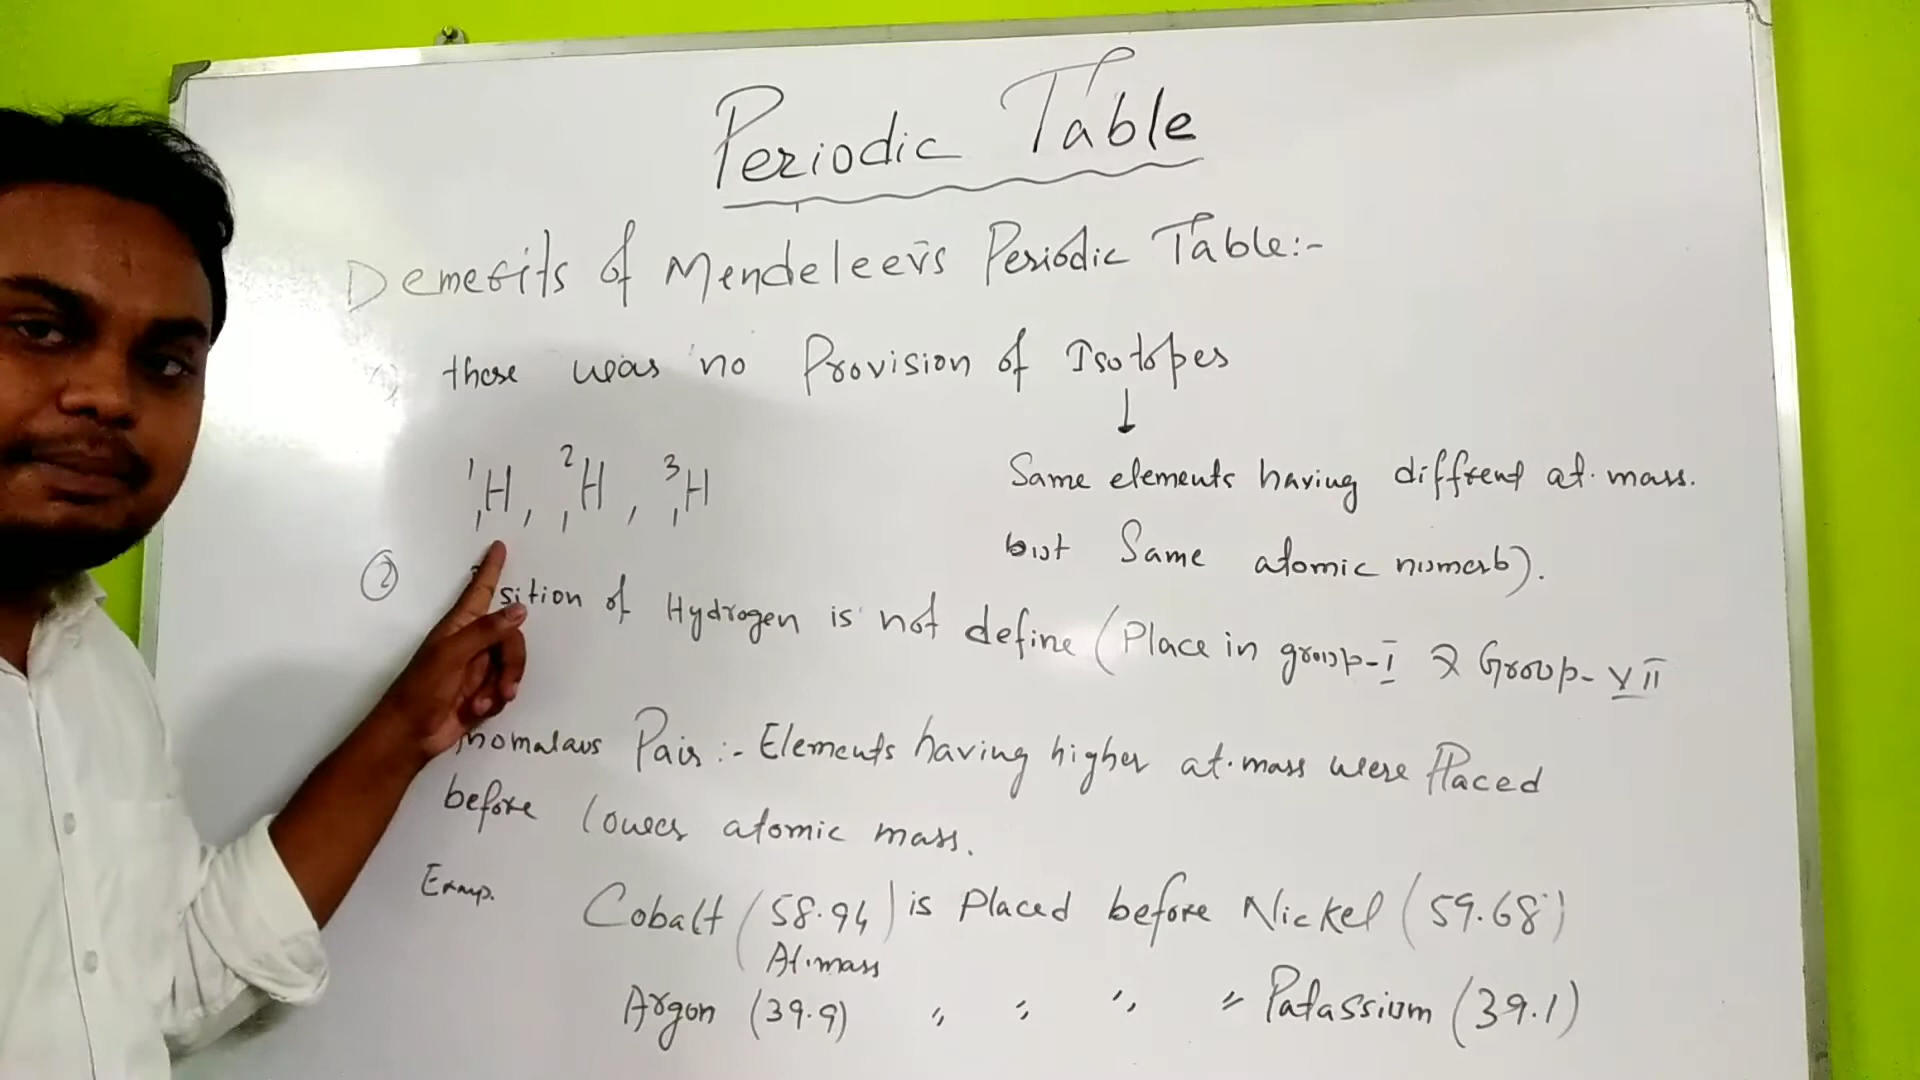 Periodic Table
Demerits of Mendeleev's Periodic Table:-
1) there was no Provision of Isotopes
↓
¹₁H, ²₁H, ³₁H
Same elements having diffrent at. mass.
but Same atomic number).
② sition of Hydrogen is not define (Place in group-I & Group-VII
nomalaus Pair:- Elements having higher at. mass were Placed
before lower atomic mass.
Examp. Cobalt (58.94) is Placed before Nickel (59.68)
At. mass
Argon (39.9) " " " " Patassium (39.1)